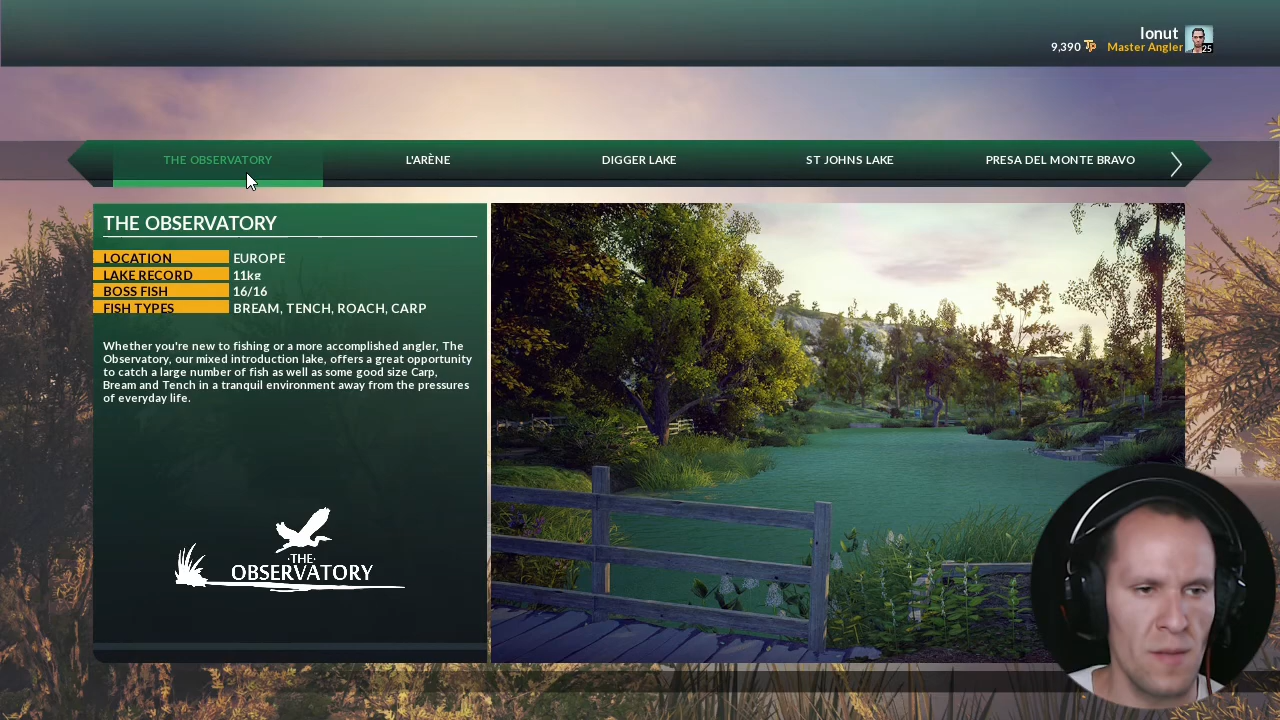 Ionut
9,390 TP Master Angler 25
THE OBSERVATORY L'ARÈNE DIGGER LAKE ST JOHNS LAKE PRESA DEL MONTE BRAVO
THE OBSERVATORY
LOCATION EUROPE
LAKE RECORD 11kg
BOSS FISH 16/16
FISH TYPES BREAM, TENCH, ROACH, CARP
Whether you're new to fishing or a more accomplished angler, The
Observatory, our mixed introduction lake, offers a great opportunity
to catch a large number of fish as well as some good size Carp,
Bream and Tench in a tranquil environment away from the pressures
of everyday life.
·THE·
OBSERVATORY